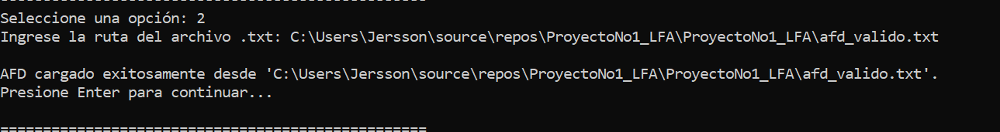 ==================================================
Seleccione una opción: 2
Ingrese la ruta del archivo .txt: C:\Users\Jersson\source\repos\ProyectoNo1_LFA\ProyectoNo1_LFA\afd_valido.txt
AFD cargado exitosamente desde 'C:\Users\Jersson\source\repos\ProyectoNo1_LFA\ProyectoNo1_LFA\afd_valido.txt'.
Presione Enter para continuar...
==================================================